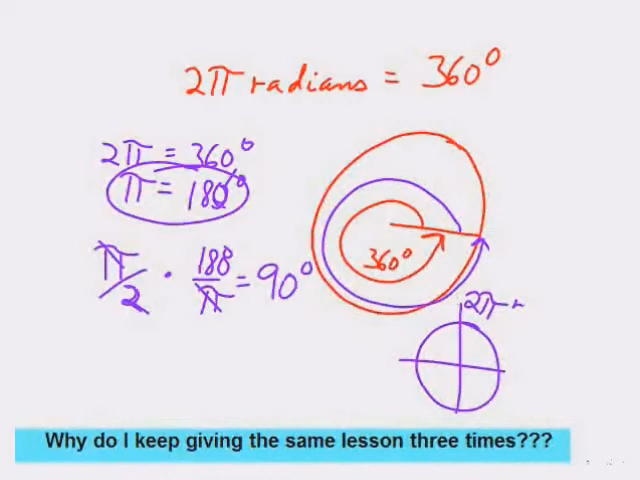 2π radians = 360°
2π = 360°
π = 180°
π/2 · 180/π = 90°
360°
2π
Why do I keep giving the same lesson three times???